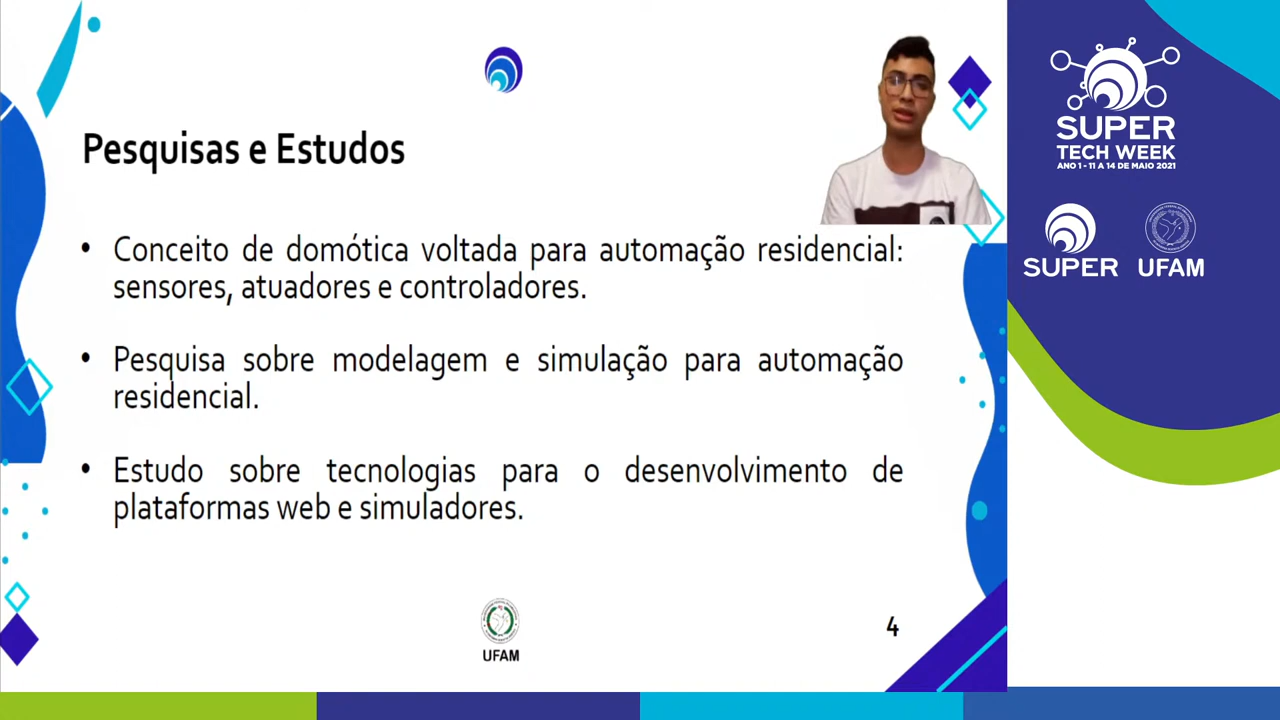 Pesquisas e Estudos
• Conceito de domótica voltada para automação residencial:
sensores, atuadores e controladores.
• Pesquisa sobre modelagem e simulação para automação
residencial.
• Estudo sobre tecnologias para o desenvolvimento de
plataformas web e simuladores.
UFAM
4
SUPER
TECH WEEK
ANO 1 - 11 A 14 DE MAIO 2021
SUPER
UFAM